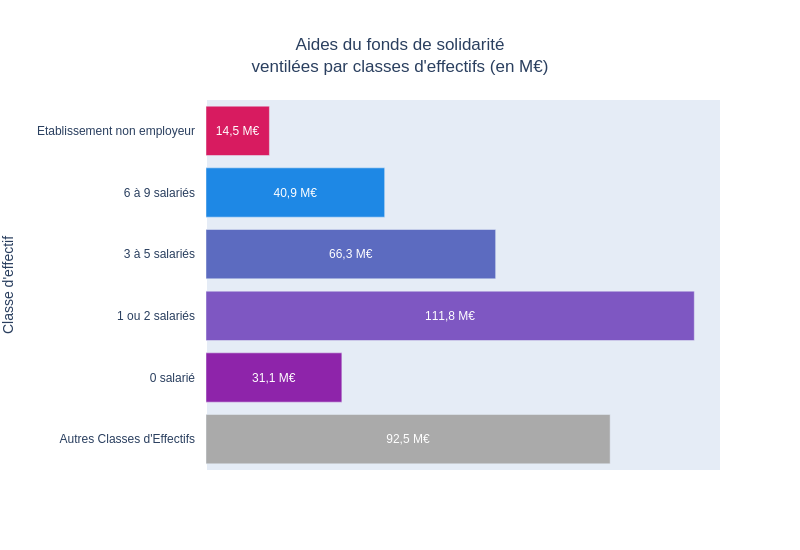 Aides du fonds de solidarité
ventilées par classes d'effectifs (en M€)
Classe d'effectif
Etablissement non employeur
14,5 M€
6 à 9 salariés
40,9 M€
3 à 5 salariés
66,3 M€
1 ou 2 salariés
111,8 M€
0 salarié
31,1 M€
Autres Classes d'Effectifs
92,5 M€